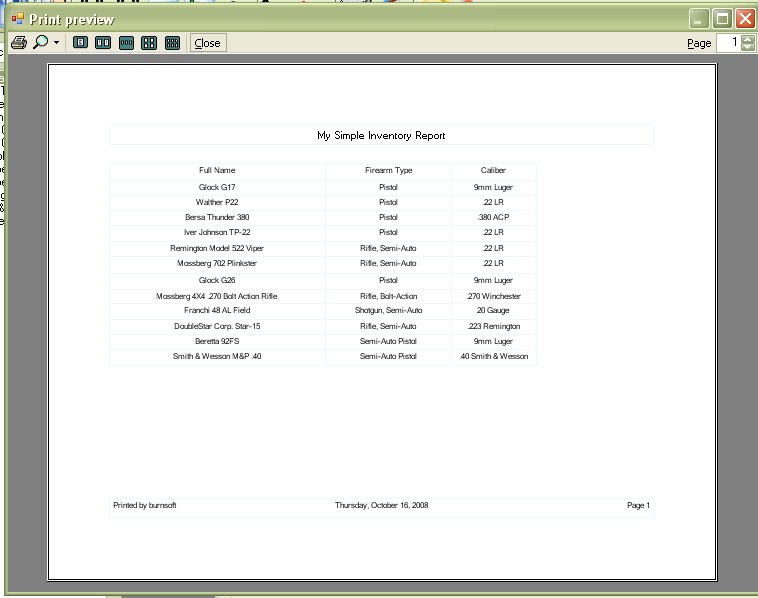 Print preview
Close
Page 1
My Simple Inventory Report
Full Name Firearm Type Caliber
Glock G17 Pistol 9mm Luger
Walther P22 Pistol .22 LR
Bersa Thunder 380 Pistol .380 ACP
Iver Johnson TP-22 Pistol .22 LR
Remington Model 522 Viper Rifle, Semi-Auto .22 LR
Mossberg 702 Plinkster Rifle, Semi-Auto .22 LR
Glock G26 Pistol 9mm Luger
Mossberg 4X4 .270 Bolt Action Rifle Rifle, Bolt-Action .270 Winchester
Franchi 48 AL Field Shotgun, Semi-Auto 20 Gauge
DoubleStar Corp. Star-15 Rifle, Semi-Auto .223 Remington
Beretta 92FS Semi-Auto Pistol 9mm Luger
Smith & Wesson M&P .40 Semi-Auto Pistol .40 Smith & Wesson
Printed by burnsoft Thursday, October 16, 2008 Page 1